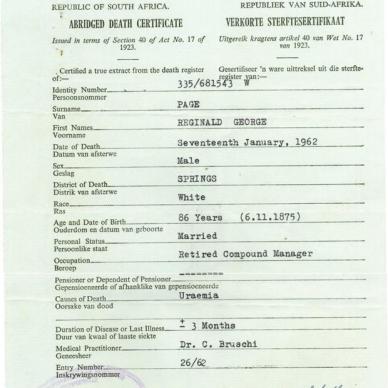 REPUBLIC OF SOUTH AFRICA. REPUBLIEK VAN SUID-AFRIKA.
ABRIDGED DEATH CERTIFICATE VERKORTE STERFTESERTIFIKAAT
Issued in terms of Section 40 of Act No. 17 of 1923. Uitgereik kragtens artikel 40 van Wet No. 17 van 1923.
Certified a true extract from the death register of:— Gesertifiseer 'n ware uittreksel uit die sterfte-register van:—
Identity Number 335/681543 W
Persoonsnommer
Surname PAGE
Van
First Names REGINALD GEORGE
Voorname
Date of Death Seventeenth January, 1962
Datum van afsterwe
Sex Male
Geslag
District of Death SPRINGS
Distrik van afsterwe
Race White
Ras
Age and Date of Birth 86 Years (6.11.1875)
Ouderdom en datum van geboorte
Personal Status Married
Persoonlike staat
Occupation Retired Compound Manager
Beroep
Pensioner or Dependent of Pensioner --------
Gepensioeneerde of afhanklike van gepensioeneerde
Causes of Death Uraemia
Oorsake van dood
Duration of Disease or Last Illness ± 3 Months
Duur van kwaal of laaste siekte
Medical Practitioner Dr. C. Bruschi
Geneesheer
Entry Number 26/62
Inskrywingsnommer